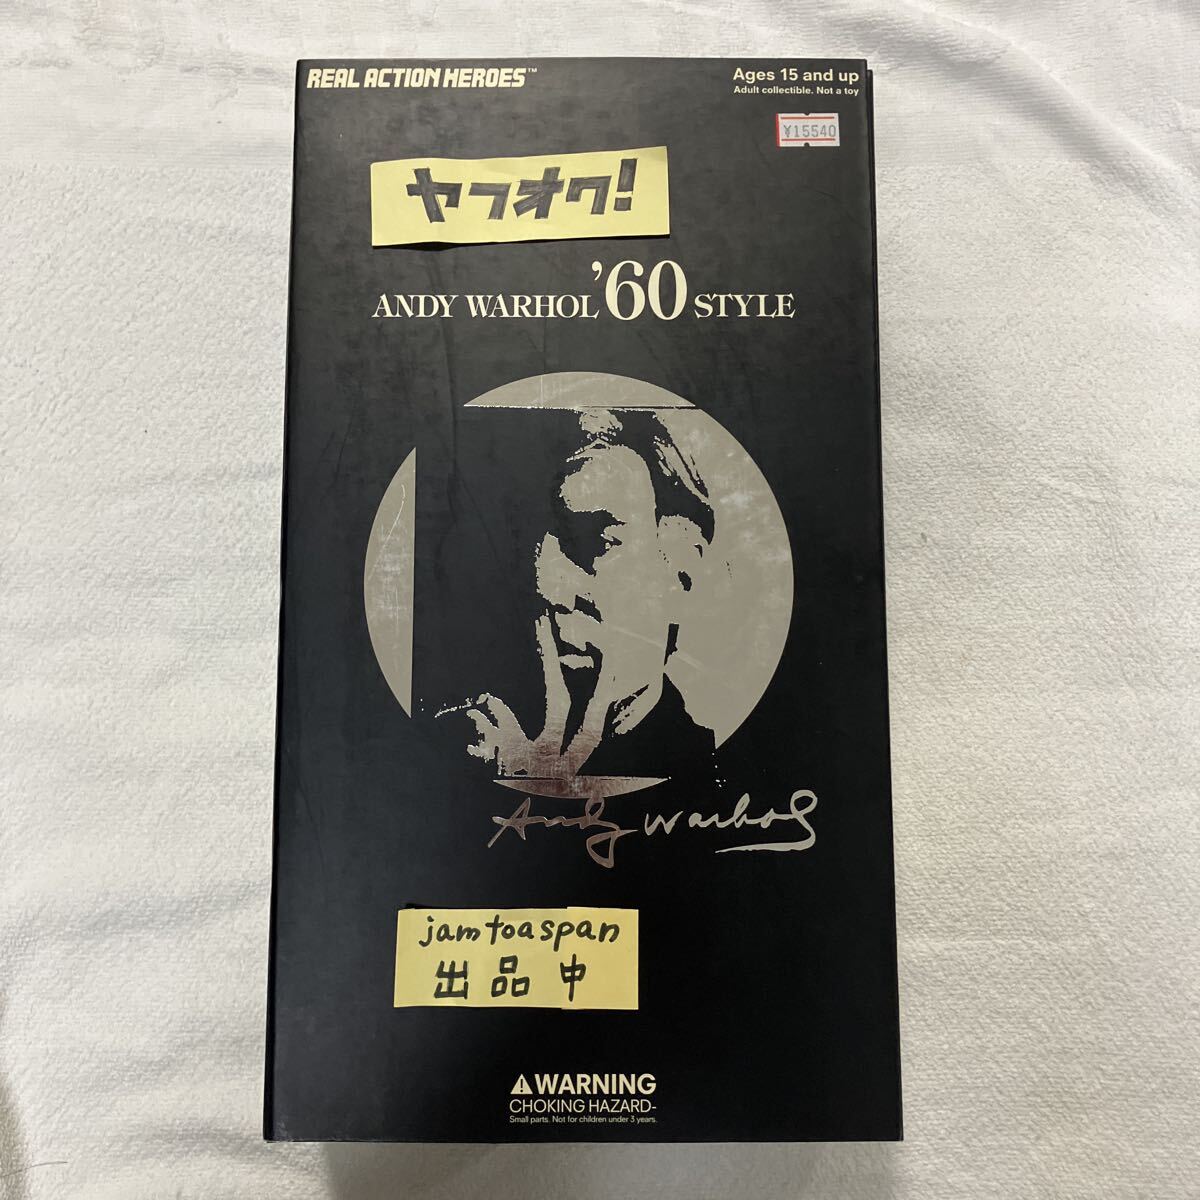 REAL ACTION HEROES™
Ages 15 and up
Adult collectible. Not a toy
¥15540
ヤフオク!
ANDY WARHOL '60 STYLE
Andy Warhol
jamtoaspan
出品中
⚠WARNING
CHOKING HAZARD-
Small parts. Not for children under 3 years.